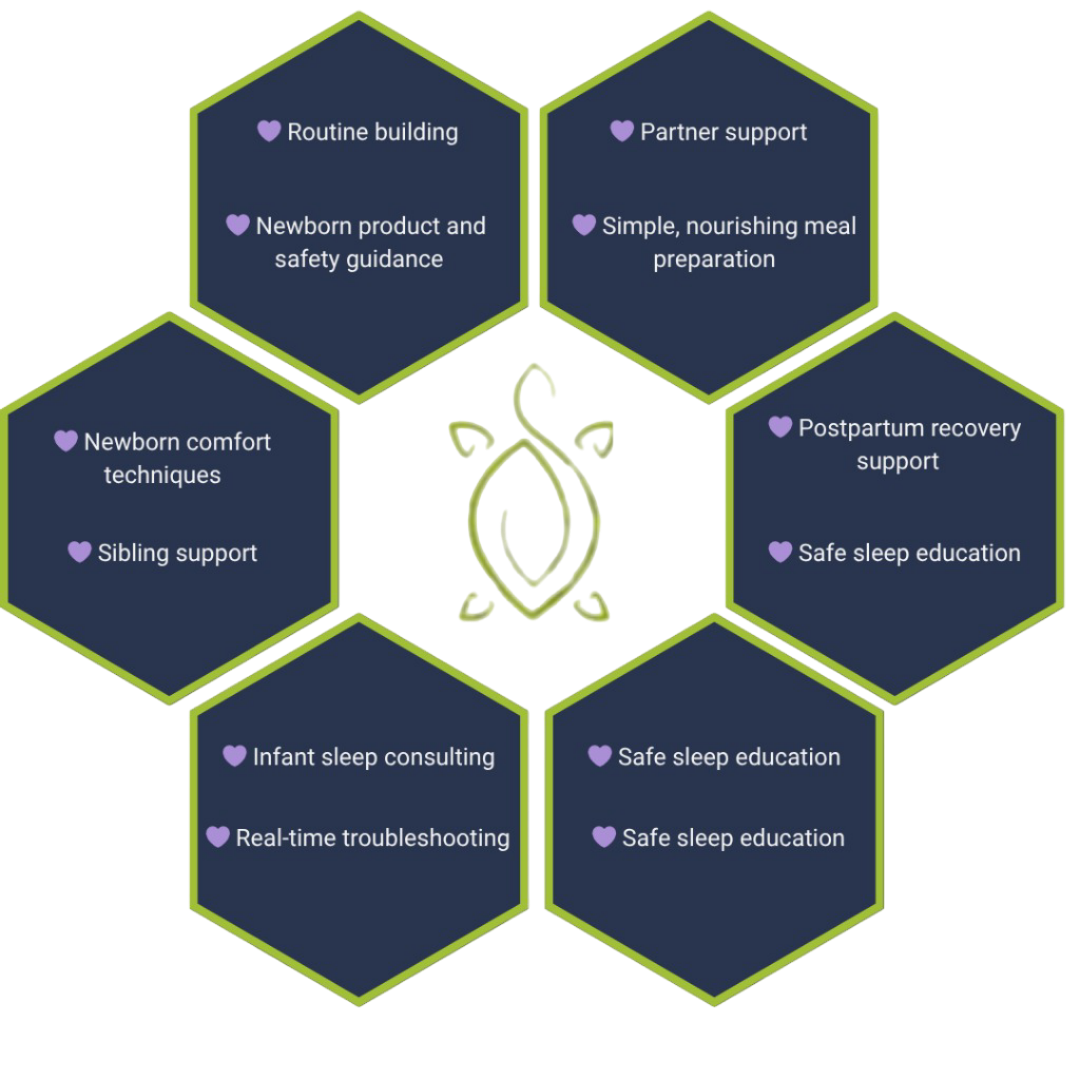 💜 Routine building
💜 Newborn product and
safety guidance
💜 Partner support
💜 Simple, nourishing meal
preparation
💜 Newborn comfort
techniques
💜 Sibling support
💜 Postpartum recovery
support
💜 Safe sleep education
💜 Infant sleep consulting
💜 Real-time troubleshooting
💜 Safe sleep education
💜 Safe sleep education